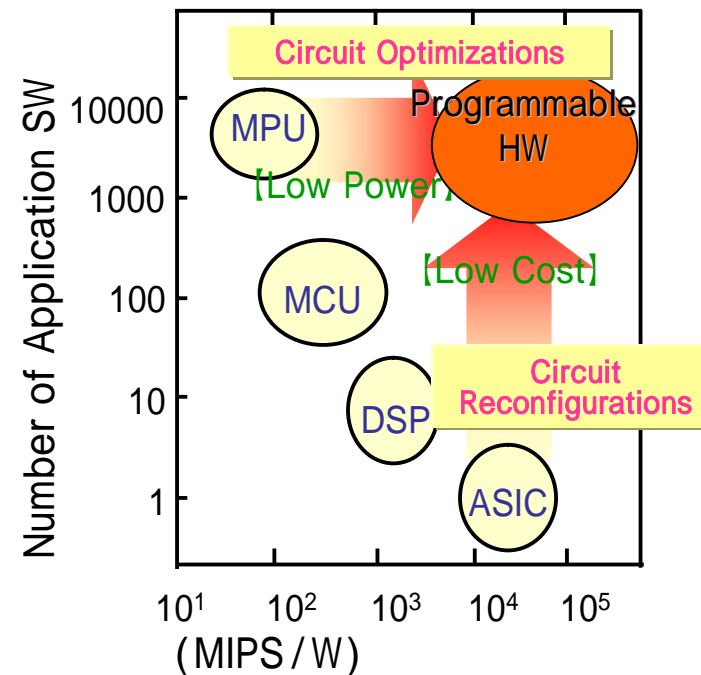 Circuit Optimizations
Number of Application SW
10000
1000
100
10
1
MPU
Programmable
HW
【Low Power】
【Low Cost】
MCU
DSP
Circuit
Reconfigurations
ASIC
10¹ 10² 10³ 10⁴ 10⁵
(MIPS/W)